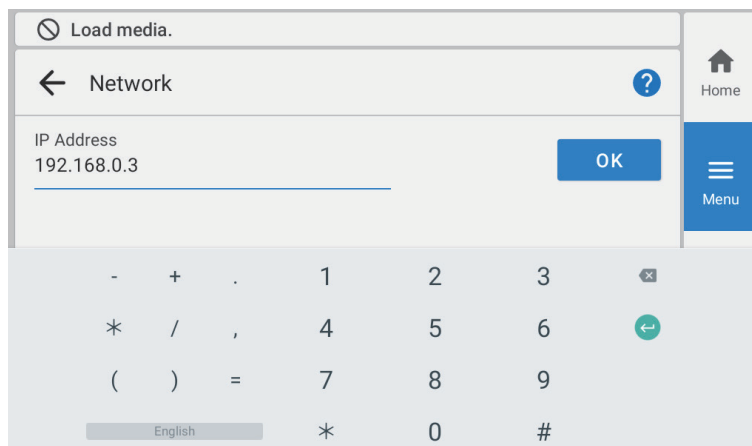 Load media.
Network
?
Home
IP Address
192.168.0.3
OK
Menu
- + . 1 2 3
* / , 4 5 6
( ) = 7 8 9
English * 0 #